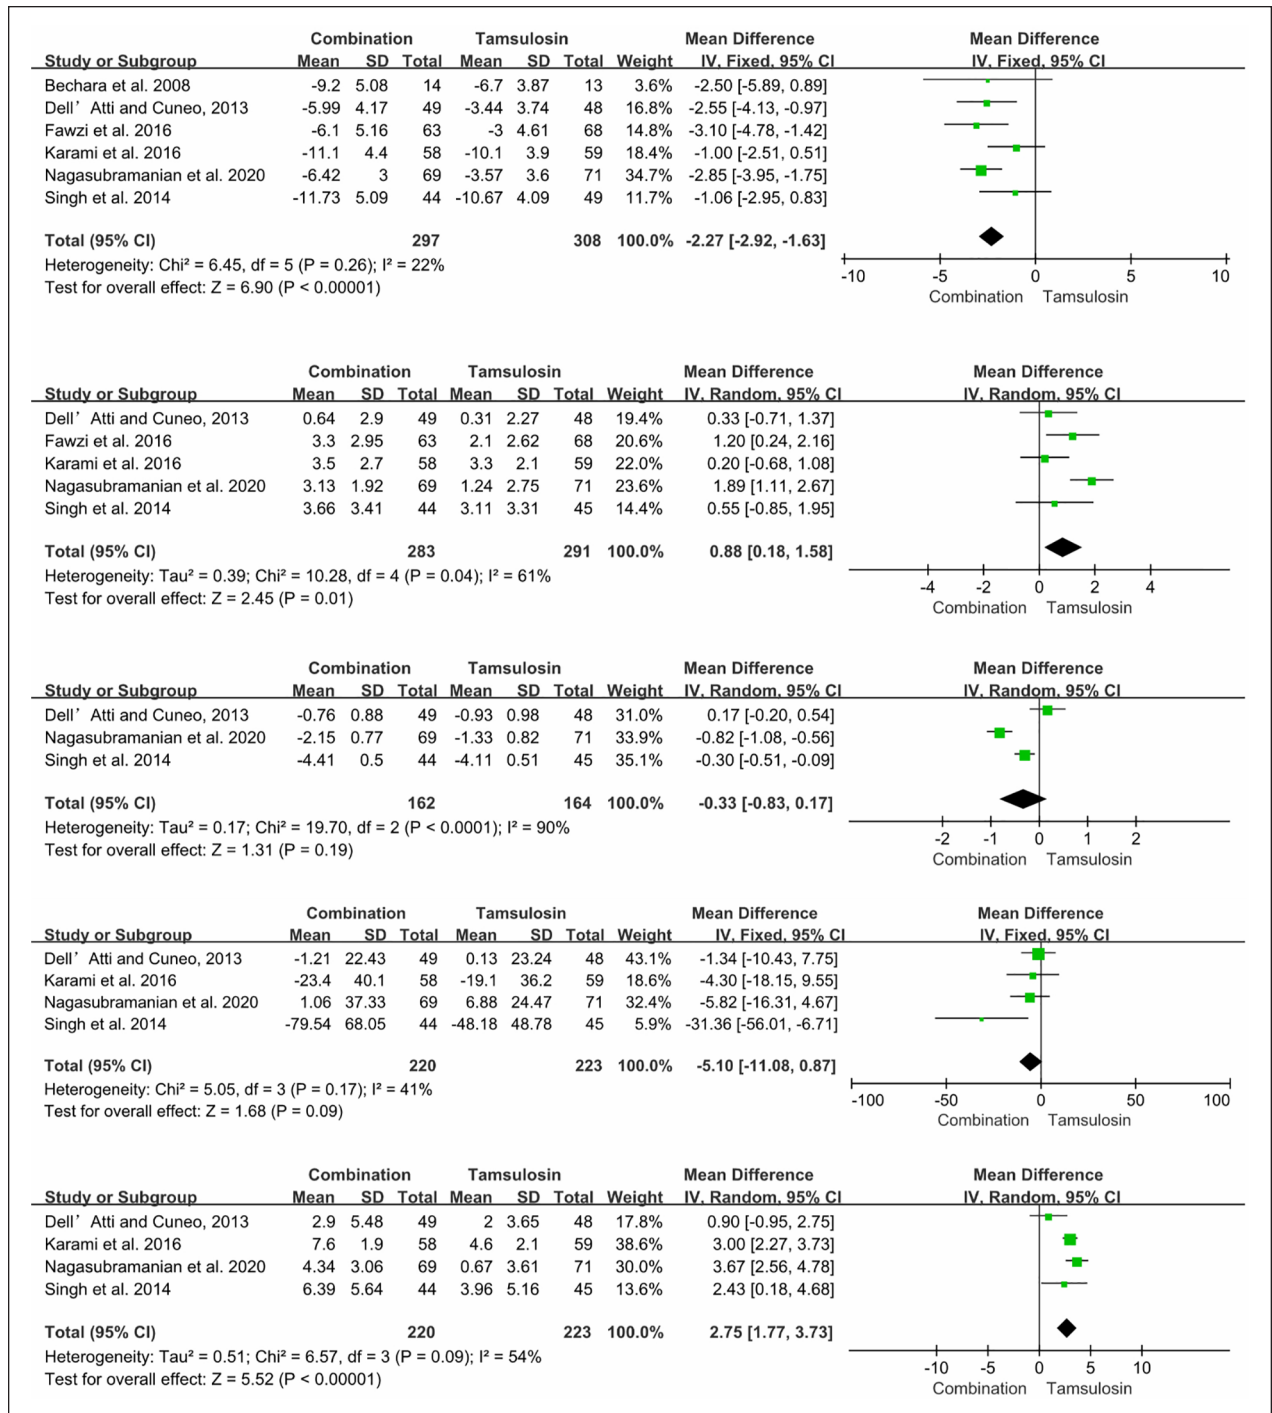 Combination Tamsulosin Mean Difference Mean Difference
Study or Subgroup Mean SD Total Mean SD Total Weight IV, Fixed, 95% CI IV, Fixed, 95% CI
Bechara et al. 2008 -9.2 5.08 14 -6.7 3.87 13 3.6% -2.50 [-5.89, 0.89]
Dell’ Atti and Cuneo, 2013 -5.99 4.17 49 -3.44 3.74 48 16.8% -2.55 [-4.13, -0.97]
Fawzi et al. 2016 -6.1 5.16 63 -3 4.61 68 14.8% -3.10 [-4.78, -1.42]
Karami et al. 2016 -11.1 4.4 58 -10.1 3.9 59 18.4% -1.00 [-2.51, 0.51]
Nagasubramanian et al. 2020 -6.42 3 69 -3.57 3.6 71 34.7% -2.85 [-3.95, -1.75]
Singh et al. 2014 -11.73 5.09 44 -10.67 4.09 49 11.7% -1.06 [-2.95, 0.83]
Total (95% CI) 297 308 100.0% -2.27 [-2.92, -1.63]
Heterogeneity: Chi² = 6.45, df = 5 (P = 0.26); I² = 22%
Test for overall effect: Z = 6.90 (P < 0.00001)
-10 -5 0 5 10
Combination Tamsulosin
Combination Tamsulosin Mean Difference Mean Difference
Study or Subgroup Mean SD Total Mean SD Total Weight IV, Random, 95% CI IV, Random, 95% CI
Dell’ Atti and Cuneo, 2013 0.64 2.9 49 0.31 2.27 48 19.4% 0.33 [-0.71, 1.37]
Fawzi et al. 2016 3.3 2.95 63 2.1 2.62 68 20.6% 1.20 [0.24, 2.16]
Karami et al. 2016 3.5 2.7 58 3.3 2.1 59 22.0% 0.20 [-0.68, 1.08]
Nagasubramanian et al. 2020 3.13 1.92 69 1.24 2.75 71 23.6% 1.89 [1.11, 2.67]
Singh et al. 2014 3.66 3.41 44 3.11 3.31 45 14.4% 0.55 [-0.85, 1.95]
Total (95% CI) 283 291 100.0% 0.88 [0.18, 1.58]
Heterogeneity: Tau² = 0.39; Chi² = 10.28, df = 4 (P = 0.04); I² = 61%
Test for overall effect: Z = 2.45 (P = 0.01)
-4 -2 0 2 4
Combination Tamsulosin
Combination Tamsulosin Mean Difference Mean Difference
Study or Subgroup Mean SD Total Mean SD Total Weight IV, Random, 95% CI IV, Random, 95% CI
Dell’ Atti and Cuneo, 2013 -0.76 0.88 49 -0.93 0.98 48 31.0% 0.17 [-0.20, 0.54]
Nagasubramanian et al. 2020 -2.15 0.77 69 -1.33 0.82 71 33.9% -0.82 [-1.08, -0.56]
Singh et al. 2014 -4.41 0.5 44 -4.11 0.51 45 35.1% -0.30 [-0.51, -0.09]
Total (95% CI) 162 164 100.0% -0.33 [-0.83, 0.17]
Heterogeneity: Tau² = 0.17; Chi² = 19.70, df = 2 (P < 0.0001); I² = 90%
Test for overall effect: Z = 1.31 (P = 0.19)
-2 -1 0 1 2
Combination Tamsulosin
Combination Tamsulosin Mean Difference Mean Difference
Study or Subgroup Mean SD Total Mean SD Total Weight IV, Fixed, 95% CI IV, Fixed, 95% CI
Dell’ Atti and Cuneo, 2013 -1.21 22.43 49 0.13 23.24 48 43.1% -1.34 [-10.43, 7.75]
Karami et al. 2016 -23.4 40.1 58 -19.1 36.2 59 18.6% -4.30 [-18.15, 9.55]
Nagasubramanian et al. 2020 1.06 37.33 69 6.88 24.47 71 32.4% -5.82 [-16.31, 4.67]
Singh et al. 2014 -79.54 68.05 44 -48.18 48.78 45 5.9% -31.36 [-56.01, -6.71]
Total (95% CI) 220 223 100.0% -5.10 [-11.08, 0.87]
Heterogeneity: Chi² = 5.05, df = 3 (P = 0.17); I² = 41%
Test for overall effect: Z = 1.68 (P = 0.09)
-100 -50 0 50 100
Combination Tamsulosin
Combination Tamsulosin Mean Difference Mean Difference
Study or Subgroup Mean SD Total Mean SD Total Weight IV, Random, 95% CI IV, Random, 95% CI
Dell’ Atti and Cuneo, 2013 2.9 5.48 49 2 3.65 48 17.8% 0.90 [-0.95, 2.75]
Karami et al. 2016 7.6 1.9 58 4.6 2.1 59 38.6% 3.00 [2.27, 3.73]
Nagasubramanian et al. 2020 4.34 3.06 69 0.67 3.61 71 30.0% 3.67 [2.56, 4.78]
Singh et al. 2014 6.39 5.64 44 3.96 5.16 45 13.6% 2.43 [0.18, 4.68]
Total (95% CI) 220 223 100.0% 2.75 [1.77, 3.73]
Heterogeneity: Tau² = 0.51; Chi² = 6.57, df = 3 (P = 0.09); I² = 54%
Test for overall effect: Z = 5.52 (P < 0.00001)
-10 -5 0 5 10
Combination Tamsulosin